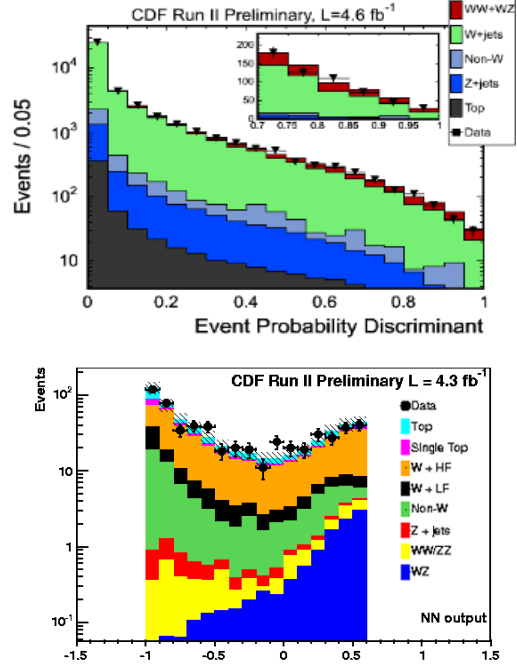 CDF Run II Preliminary, L=4.6 fb⁻¹
WW+WZ
W+jets
Non-W
Z+jets
Top
Data
Events / 0.05
10⁴
10³
10²
10
250
200
150
100
50
0
0.7 0.75 0.8 0.85 0.9 0.95 1
0 0.2 0.4 0.6 0.8 1
Event Probability Discriminant
Events
CDF Run II Preliminary L = 4.3 fb⁻¹
Data
Top
Single Top
W + HF
W + LF
Non-W
Z + jets
WW/ZZ
WZ
10²
10
1
10⁻¹
NN output
-1.5 -1 -0.5 0 0.5 1 1.5